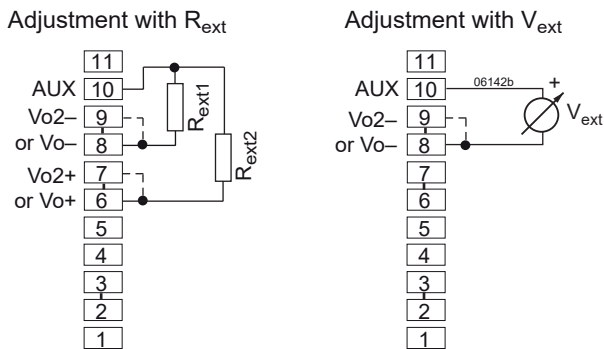 Adjustment with Rext
11
AUX 10
Vo2– 9
or Vo– 8
Vo2+ 7
or Vo+ 6
5
4
3
2
1
Rext1
Rext2
Adjustment with Vext
11
AUX 10
06142b
+
Vo2– 9
or Vo– 8
Vext
7
6
5
4
3
2
1